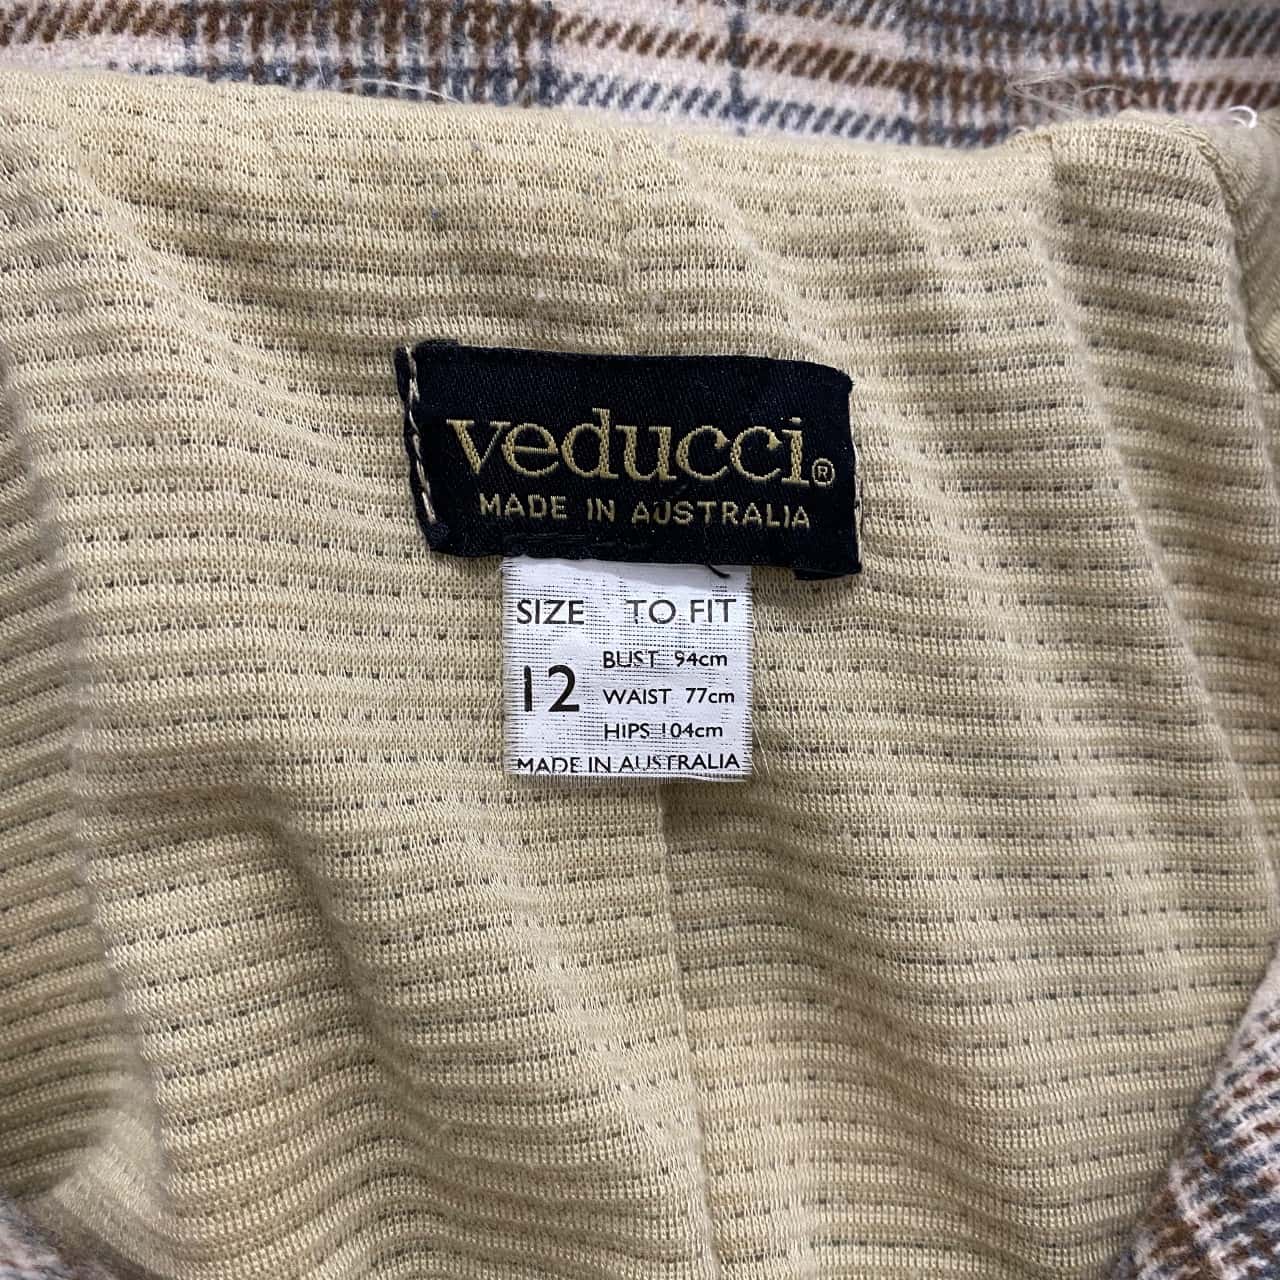 veducci®
MADE IN AUSTRALIA
SIZE TO FIT
12
BUST 94cm
WAIST 77cm
HIPS 104cm
MADE IN AUSTRALIA